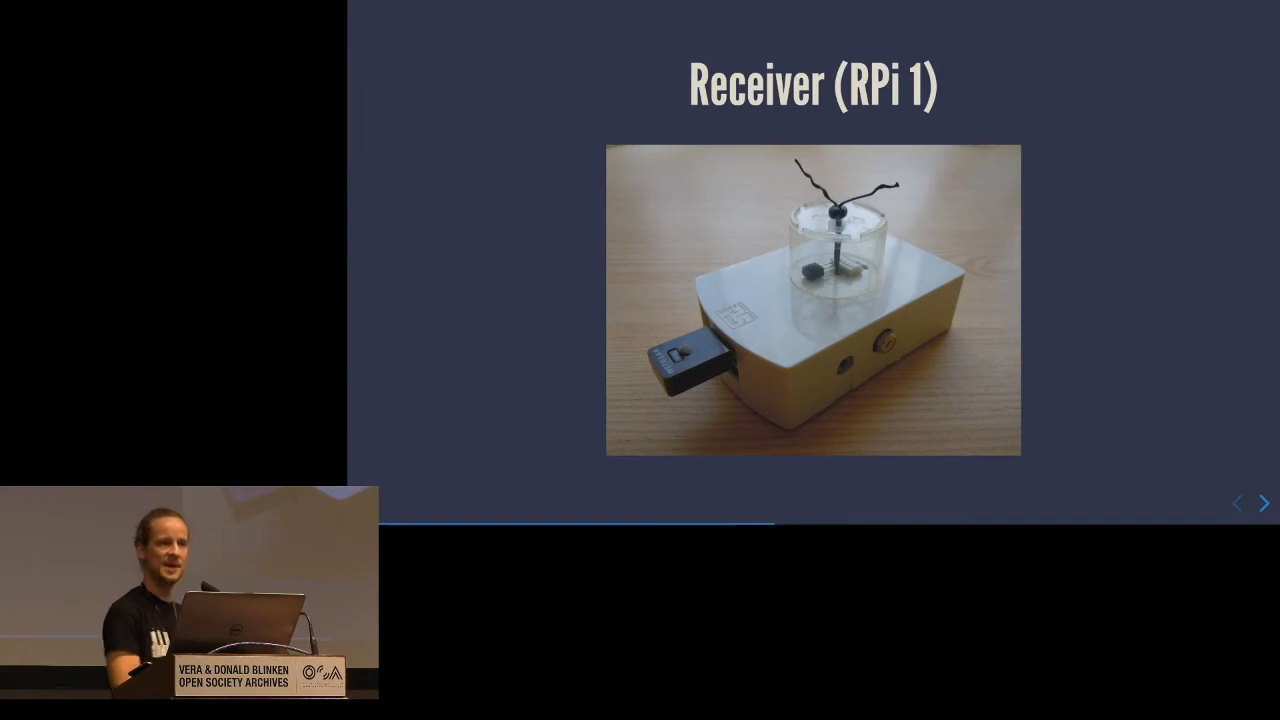 Receiver (RPi 1)
VERA & DONALD BLINKEN
OPEN SOCIETY ARCHIVES